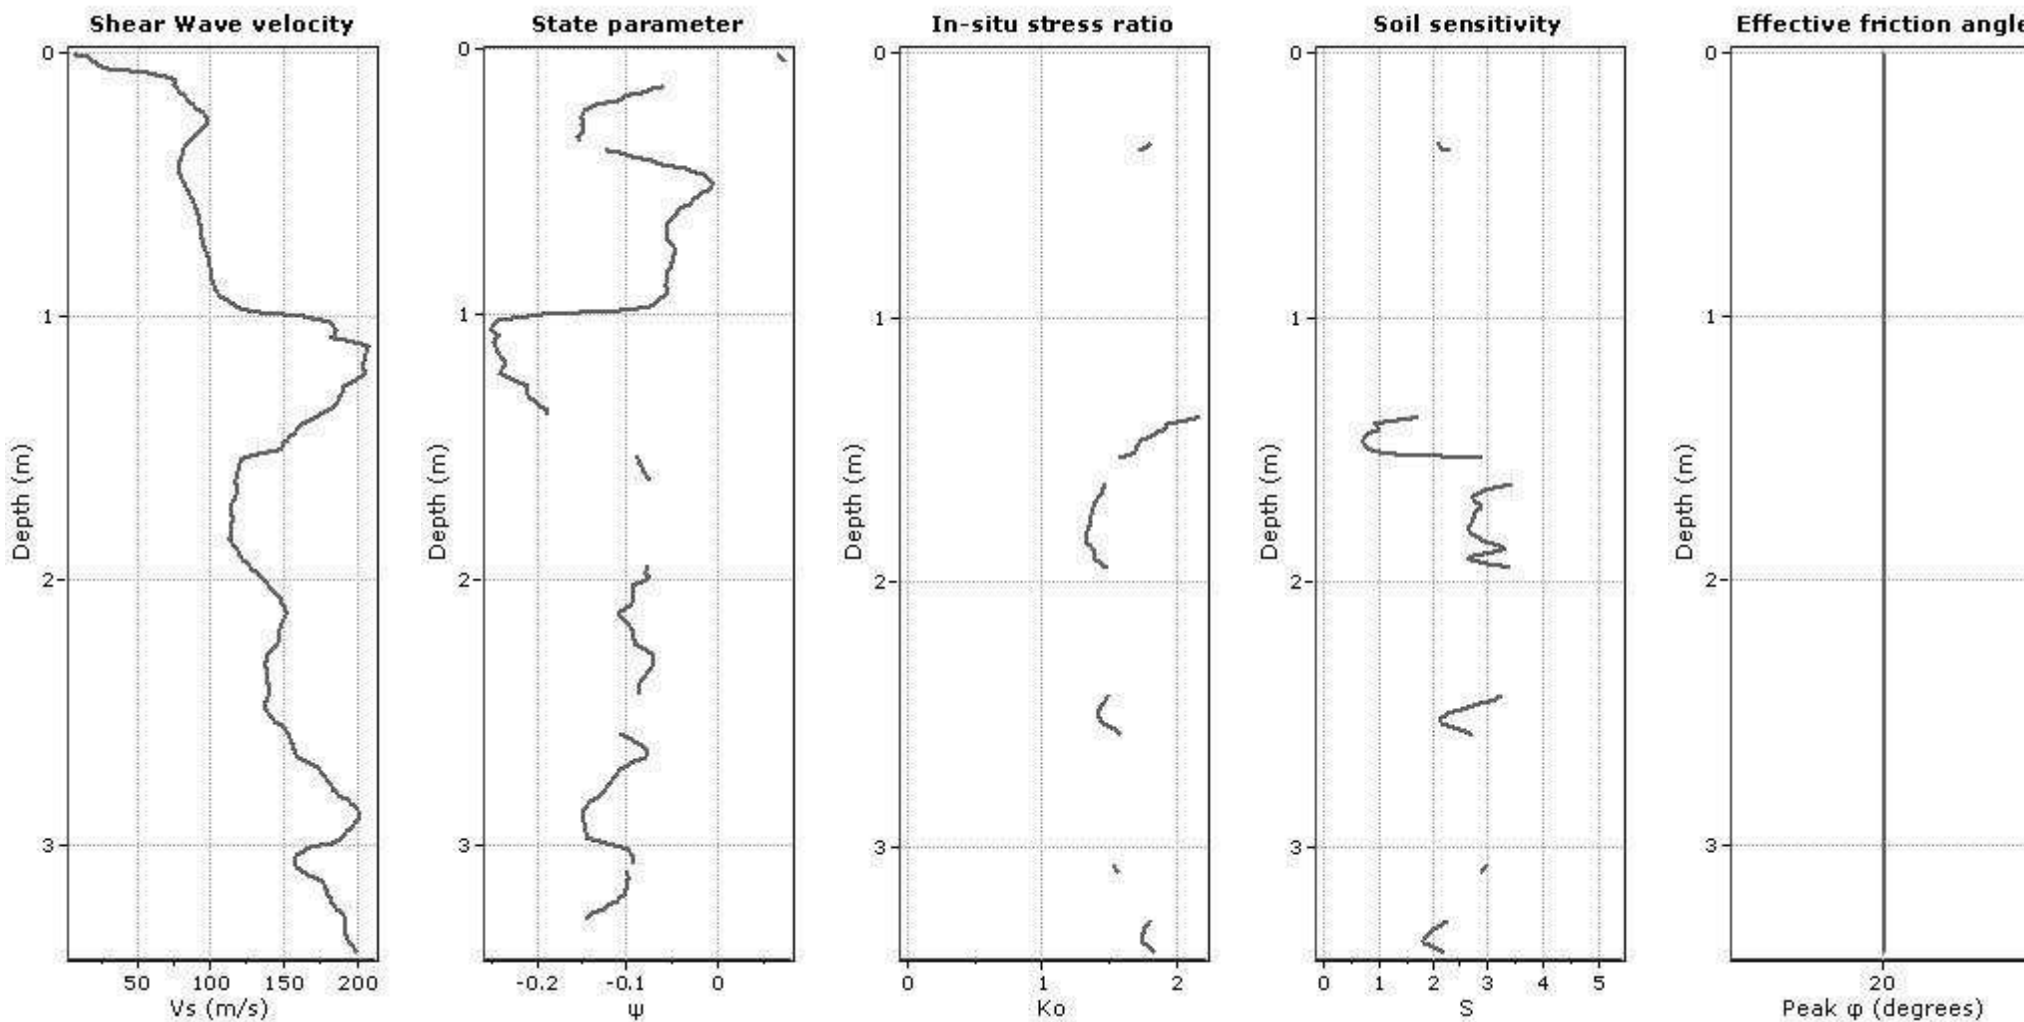 Shear Wave velocity
0
1
2
3
Depth (m)
50 100 150 200
Vs (m/s)
State parameter
0
1
2
3
Depth (m)
-0.2 -0.1 0
ψ
In-situ stress ratio
0
1
2
3
Depth (m)
0 1 2
Ko
Soil sensitivity
0
1
2
3
Depth (m)
0 1 2 3 4 5
S
Effective friction angle
0
1
2
3
Depth (m)
20
Peak φ (degrees)